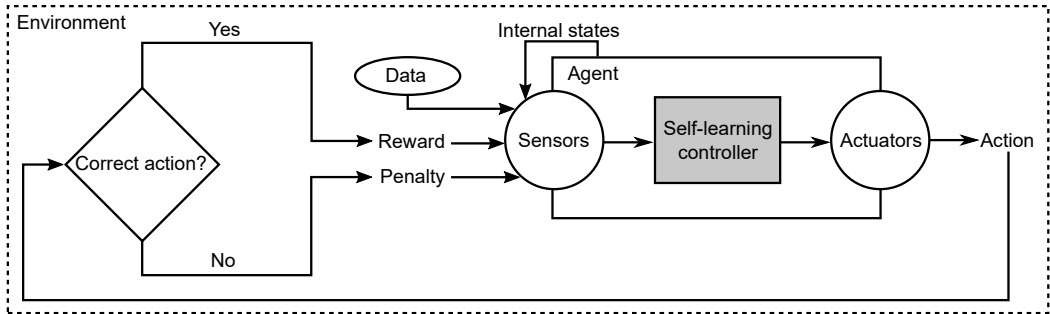 Environment
Yes
Internal states
Data
Agent
Correct action?
Reward
Penalty
Sensors
Self-learning
controller
Actuators
Action
No